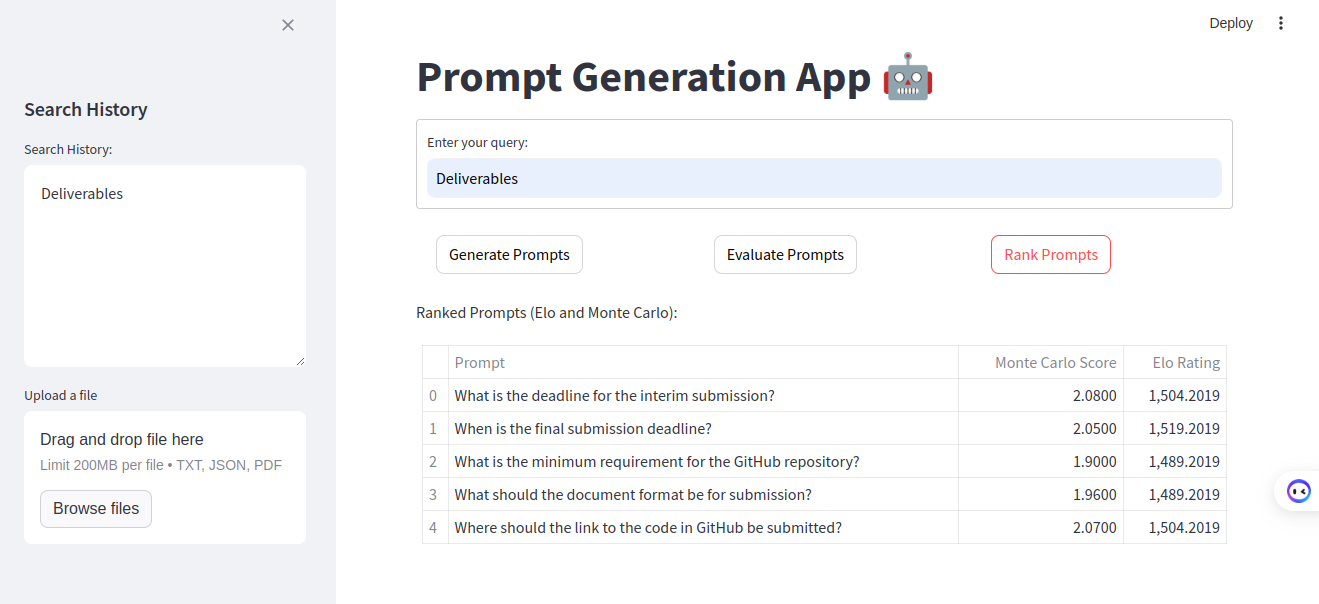 Deploy
Search History
Search History:
Deliverables
Upload a file
Drag and drop file here
Limit 200MB per file • TXT, JSON, PDF
Browse files
Prompt Generation App 🤖
Enter your query:
Deliverables
Generate Prompts Evaluate Prompts Rank Prompts
Ranked Prompts (Elo and Monte Carlo):
Prompt Monte Carlo Score Elo Rating
0 What is the deadline for the interim submission? 2.0800 1,504.2019
1 When is the final submission deadline? 2.0500 1,519.2019
2 What is the minimum requirement for the GitHub repository? 1.9000 1,489.2019
3 What should the document format be for submission? 1.9600 1,489.2019
4 Where should the link to the code in GitHub be submitted? 2.0700 1,504.2019